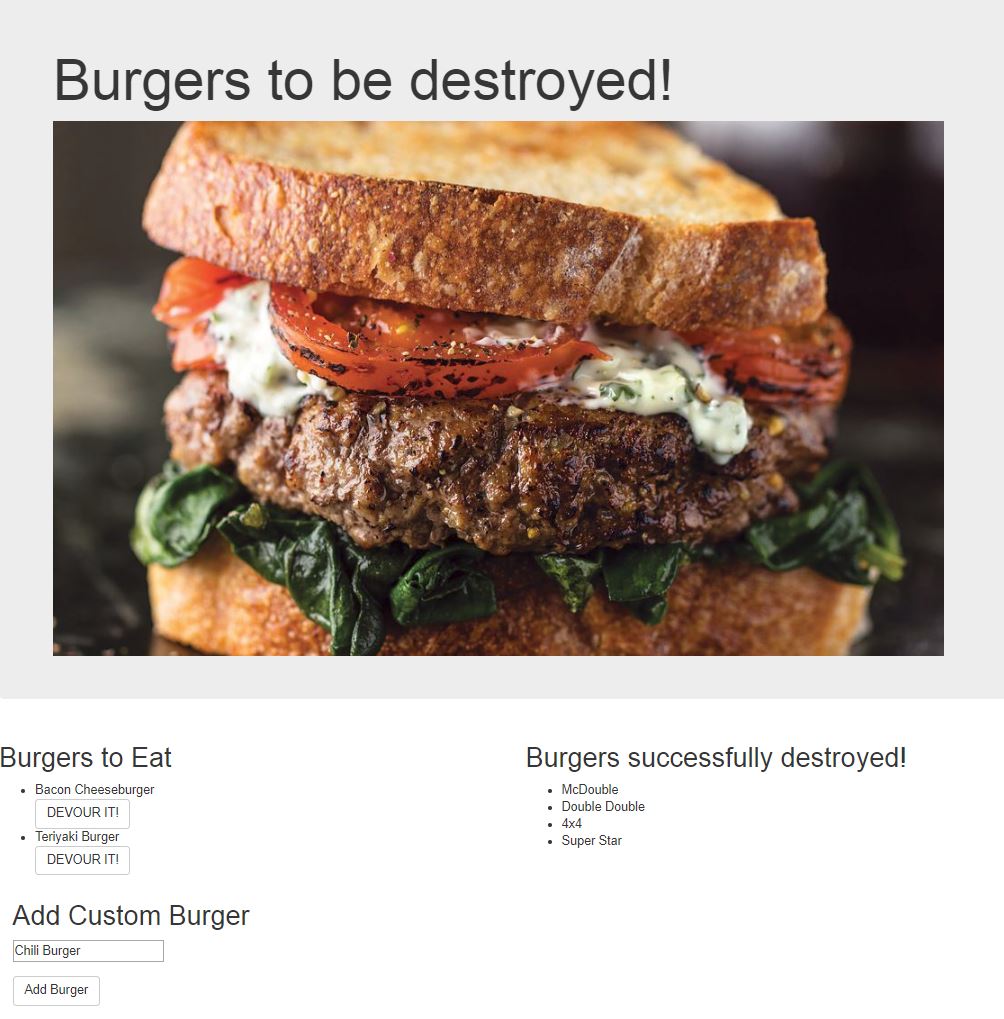 Burgers to be destroyed!
Burgers to Eat
Bacon Cheeseburger
DEVOUR IT!
Teriyaki Burger
DEVOUR IT!
Burgers successfully destroyed!
McDouble
Double Double
4x4
Super Star
Add Custom Burger
Chili Burger
Add Burger